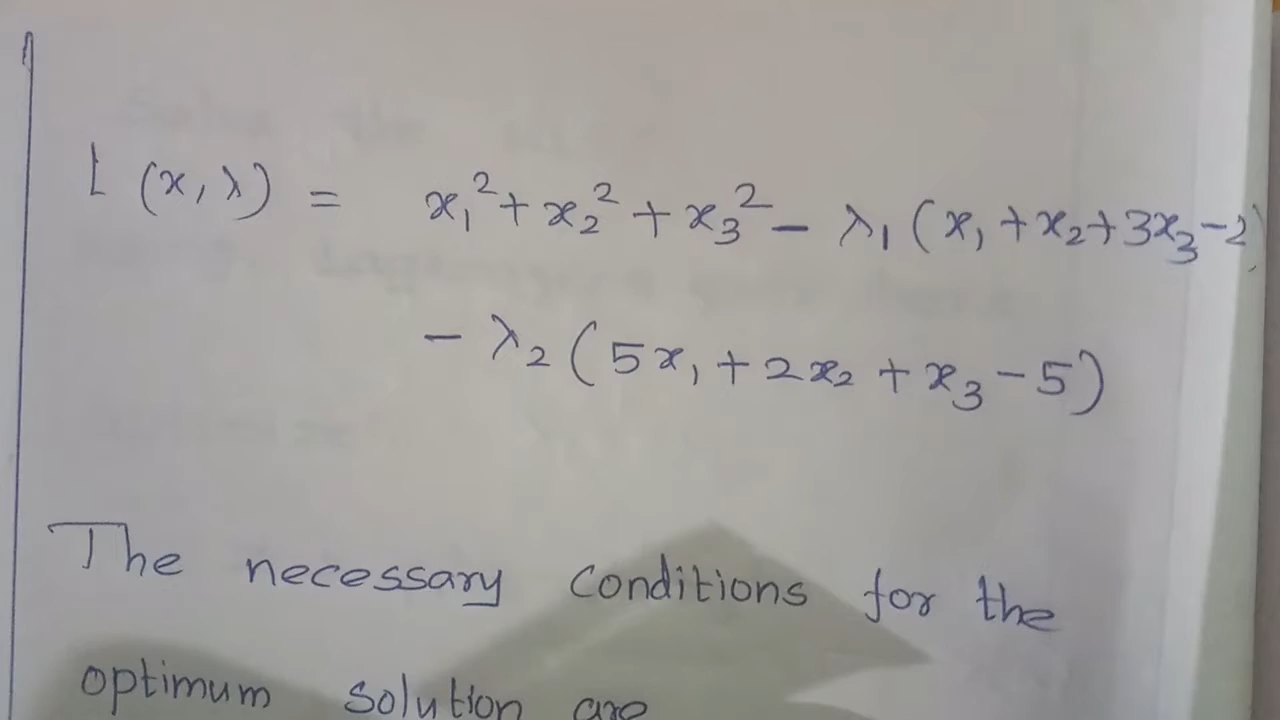 L (x, λ) = x₁² + x₂² + x₃² - λ₁ (x₁ + x₂ + 3x₃ - 2)
- λ₂ (5x₁ + 2x₂ + x₃ - 5)
The necessary conditions for the
optimum solution are